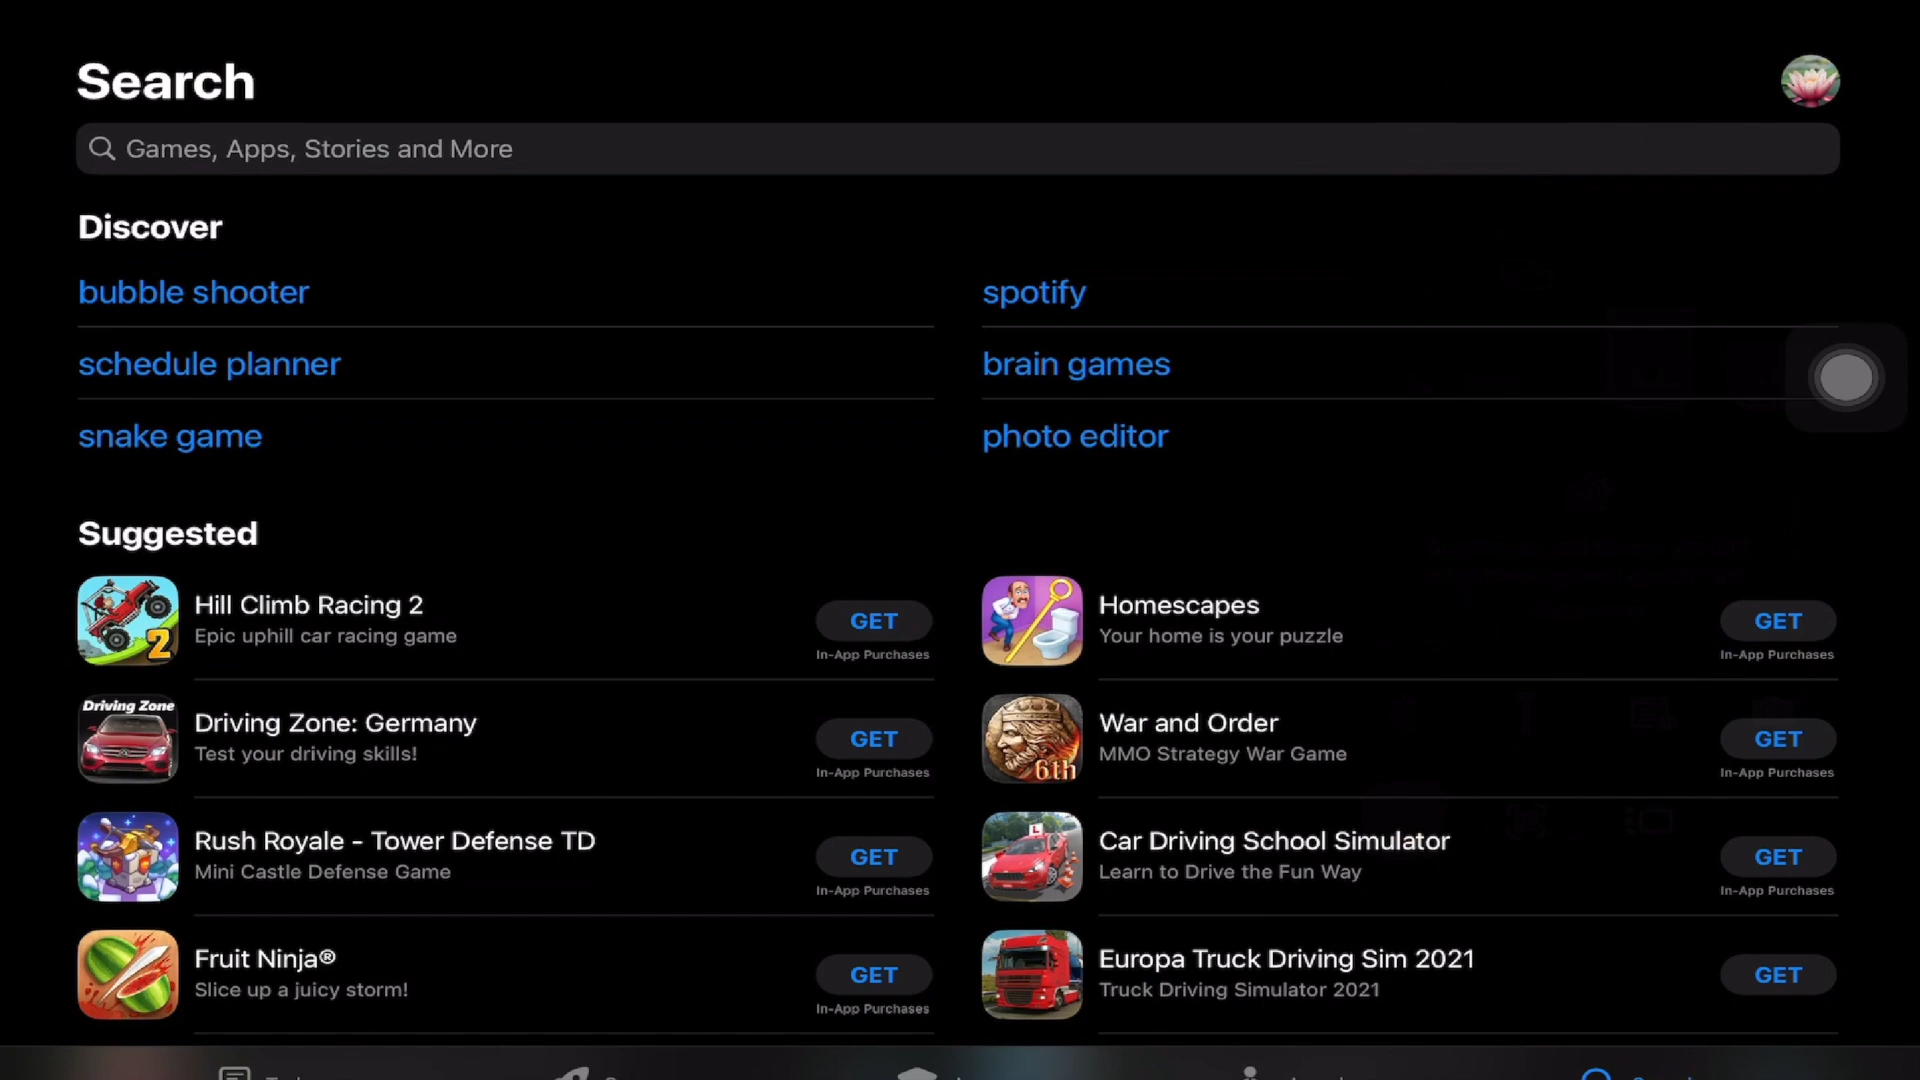 Search
Games, Apps, Stories and More
Discover
bubble shooter
spotify
schedule planner
brain games
snake game
photo editor
Suggested
Hill Climb Racing 2
Epic uphill car racing game
GET
In-App Purchases
2
Homescapes
Your home is your puzzle
GET
In-App Purchases
Driving Zone
Driving Zone: Germany
Test your driving skills!
GET
In-App Purchases
6th
War and Order
MMO Strategy War Game
GET
In-App Purchases
Rush Royale - Tower Defense TD
Mini Castle Defense Game
GET
In-App Purchases
L
Car Driving School Simulator
Learn to Drive the Fun Way
GET
In-App Purchases
Fruit Ninja®
Slice up a juicy storm!
GET
In-App Purchases
Europa Truck Driving Sim 2021
Truck Driving Simulator 2021
GET